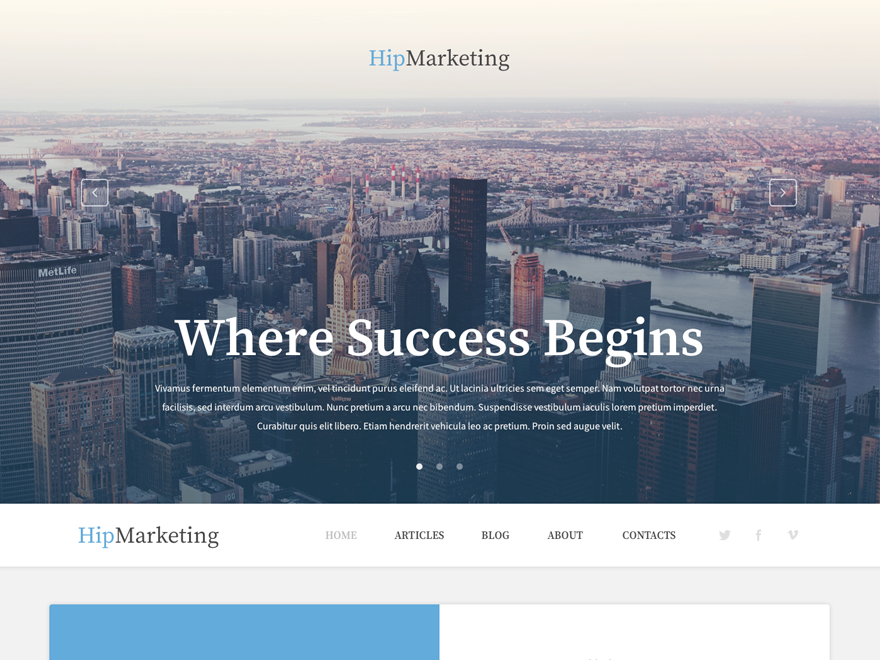 HipMarketing
MetLife
Where Success Begins
Vivamus fermentum elementum enim, vel tincidunt purus eleifend ac. Ut lacinia ultricies sem eget semper. Nam volutpat tortor nec urna
facilisis, sed interdum arcu vestibulum. Nunc pretium a arcu nec bibendum. Suspendisse vestibulum iaculis lorem pretium imperdiet.
Curabitur quis elit libero. Etiam hendrerit vehicula leo ac pretium. Proin sed augue velit.
HipMarketing HOME ARTICLES BLOG ABOUT CONTACTS